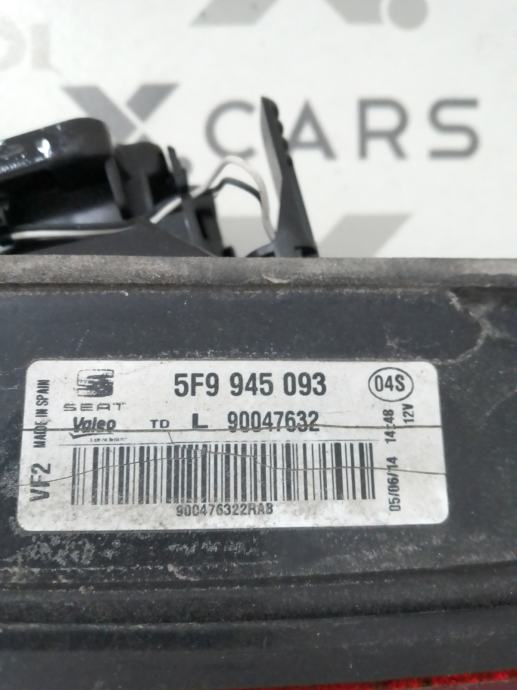 X.CARS
5F9 945 093
04S
SEAT
Valeo
TD L 90047632
900476322RAB
MADE IN SPAIN
VF2
05/06/14 14:48
12V